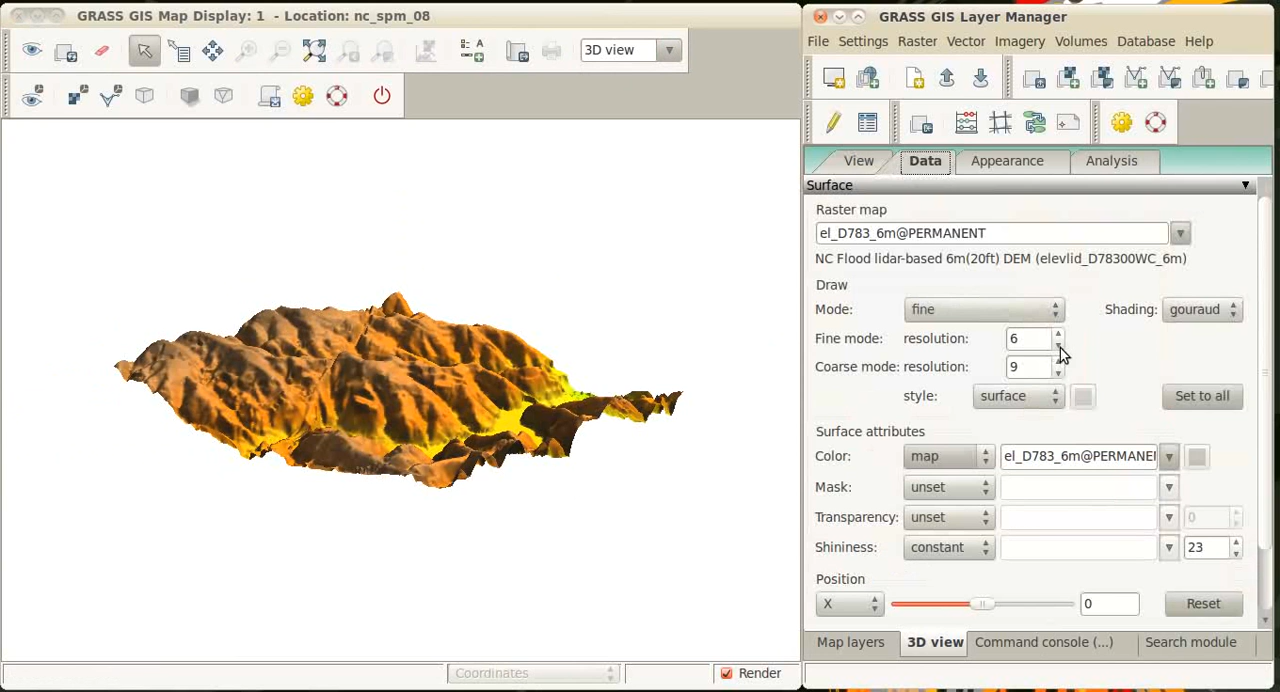 GRASS GIS Map Display: 1 - Location: nc_spm_08
3D view
Coordinates
Render
GRASS GIS Layer Manager
File Settings Raster Vector Imagery Volumes Database Help
View Data Appearance Analysis
Surface
Raster map
el_D783_6m@PERMANENT
NC Flood lidar-based 6m(20ft) DEM (elevlid_D78300WC_6m)
Draw
Mode: fine Shading: gouraud
Fine mode: resolution: 6
Coarse mode: resolution: 9
style: surface Set to all
Surface attributes
Color: map el_D783_6m@PERMANEN
Mask: unset
Transparency: unset 0
Shininess: constant 23
Position
X 0 Reset
Map layers 3D view Command console (...) Search module